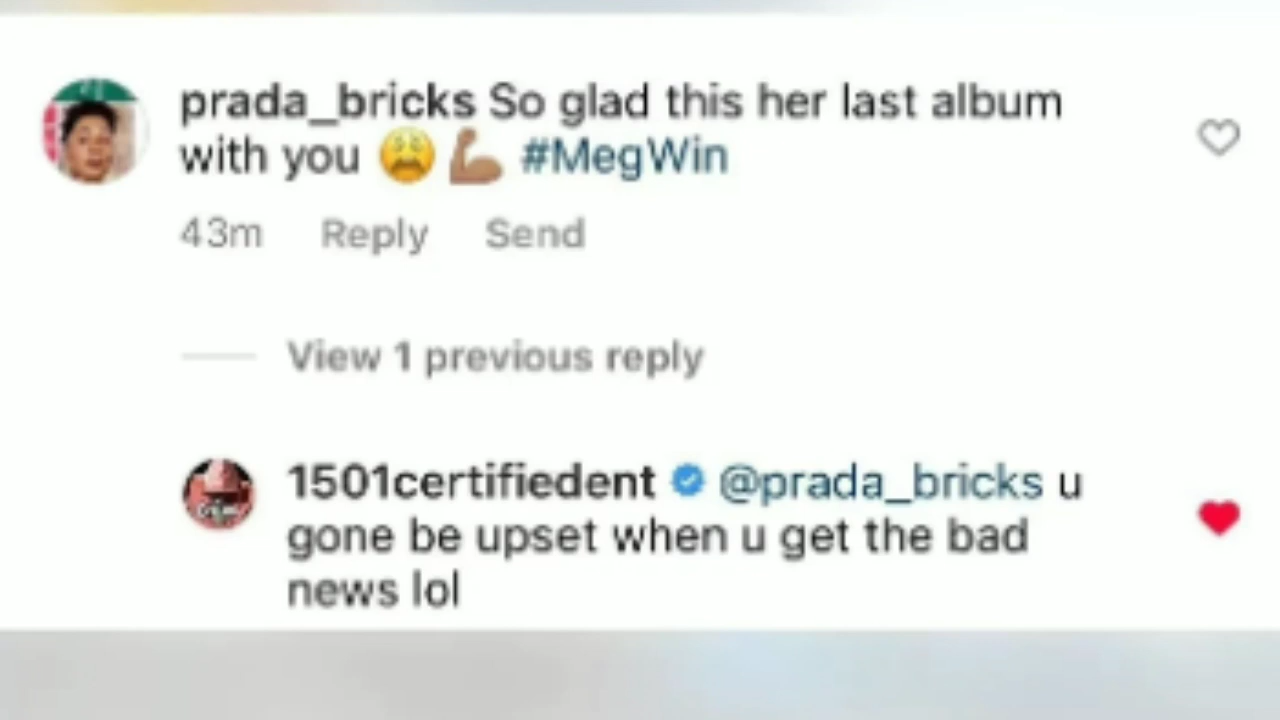 prada_bricks So glad this her last album
with you 😩💪🏽 #MegWin
43m Reply Send
View 1 previous reply
1501certifiedent @prada_bricks u
gone be upset when u get the bad
news lol